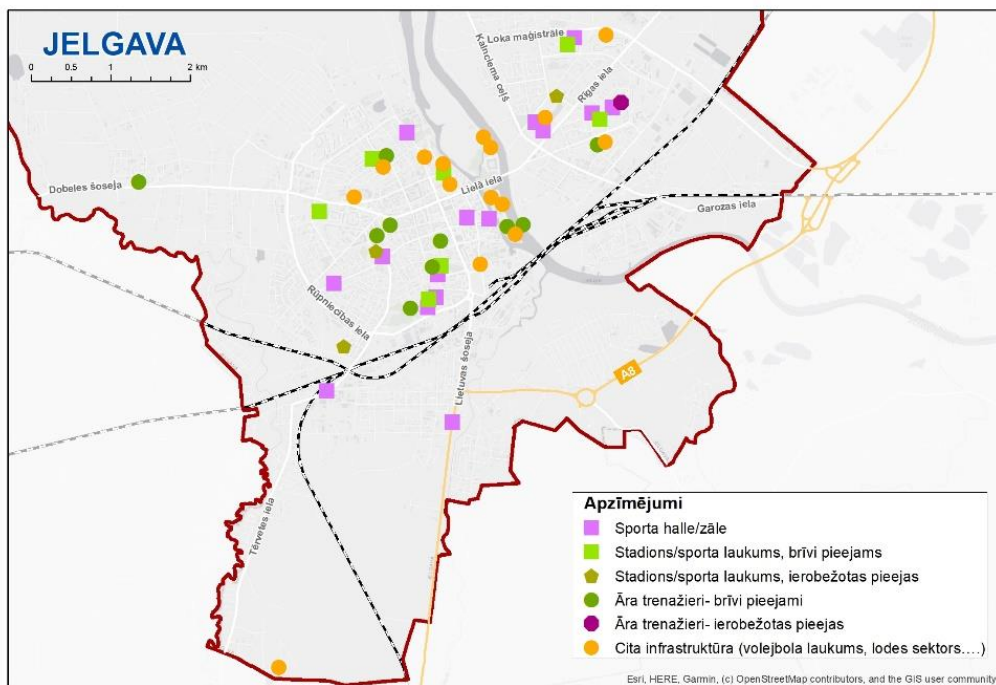 JELGAVA
0 0.5 1 2 km
Loka maģistrāle
Kalnciema ceļš
Rīgas iela
Dobeles šoseja
Lielā iela
Garozas iela
Rūpniecības iela
Lietuvas šoseja
A8
Tērvetes iela
Apzīmējumi
Sporta halle/zāle
Stadions/sporta laukums, brīvi pieejams
Stadions/sporta laukums, ierobežotas pieejas
Āra trenažieri- brīvi pieejami
Āra trenažieri- ierobežotas pieejas
Cita infrastruktūra (volejbola laukums, lodes sektors....)
Esri, HERE, Garmin, (c) OpenStreetMap contributors, and the GIS user community